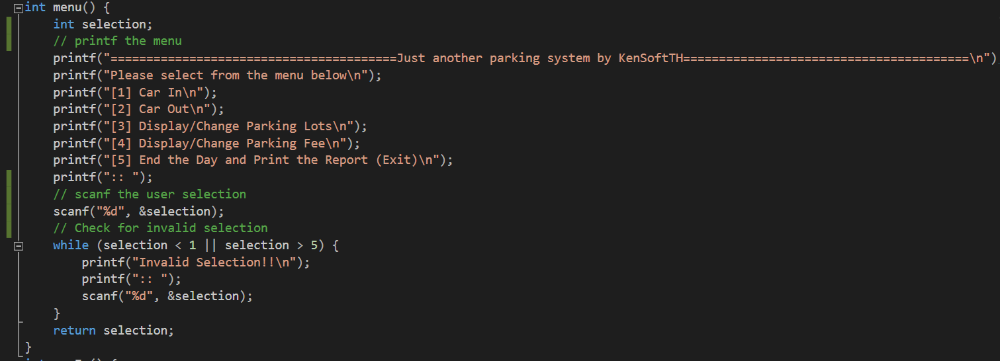 int menu() {
    int selection;
    // printf the menu
    printf("========================================Just another parking system by KenSoftTH========================================\n")
    printf("Please select from the menu below\n");
    printf("[1] Car In\n");
    printf("[2] Car Out\n");
    printf("[3] Display/Change Parking Lots\n");
    printf("[4] Display/Change Parking Fee\n");
    printf("[5] End the Day and Print the Report (Exit)\n");
    printf(":: ");
    // scanf the user selection
    scanf("%d", &selection);
    // Check for invalid selection
    while (selection < 1 || selection > 5) {
        printf("Invalid Selection!!\n");
        printf(":: ");
        scanf("%d", &selection);
    }
    return selection;
}